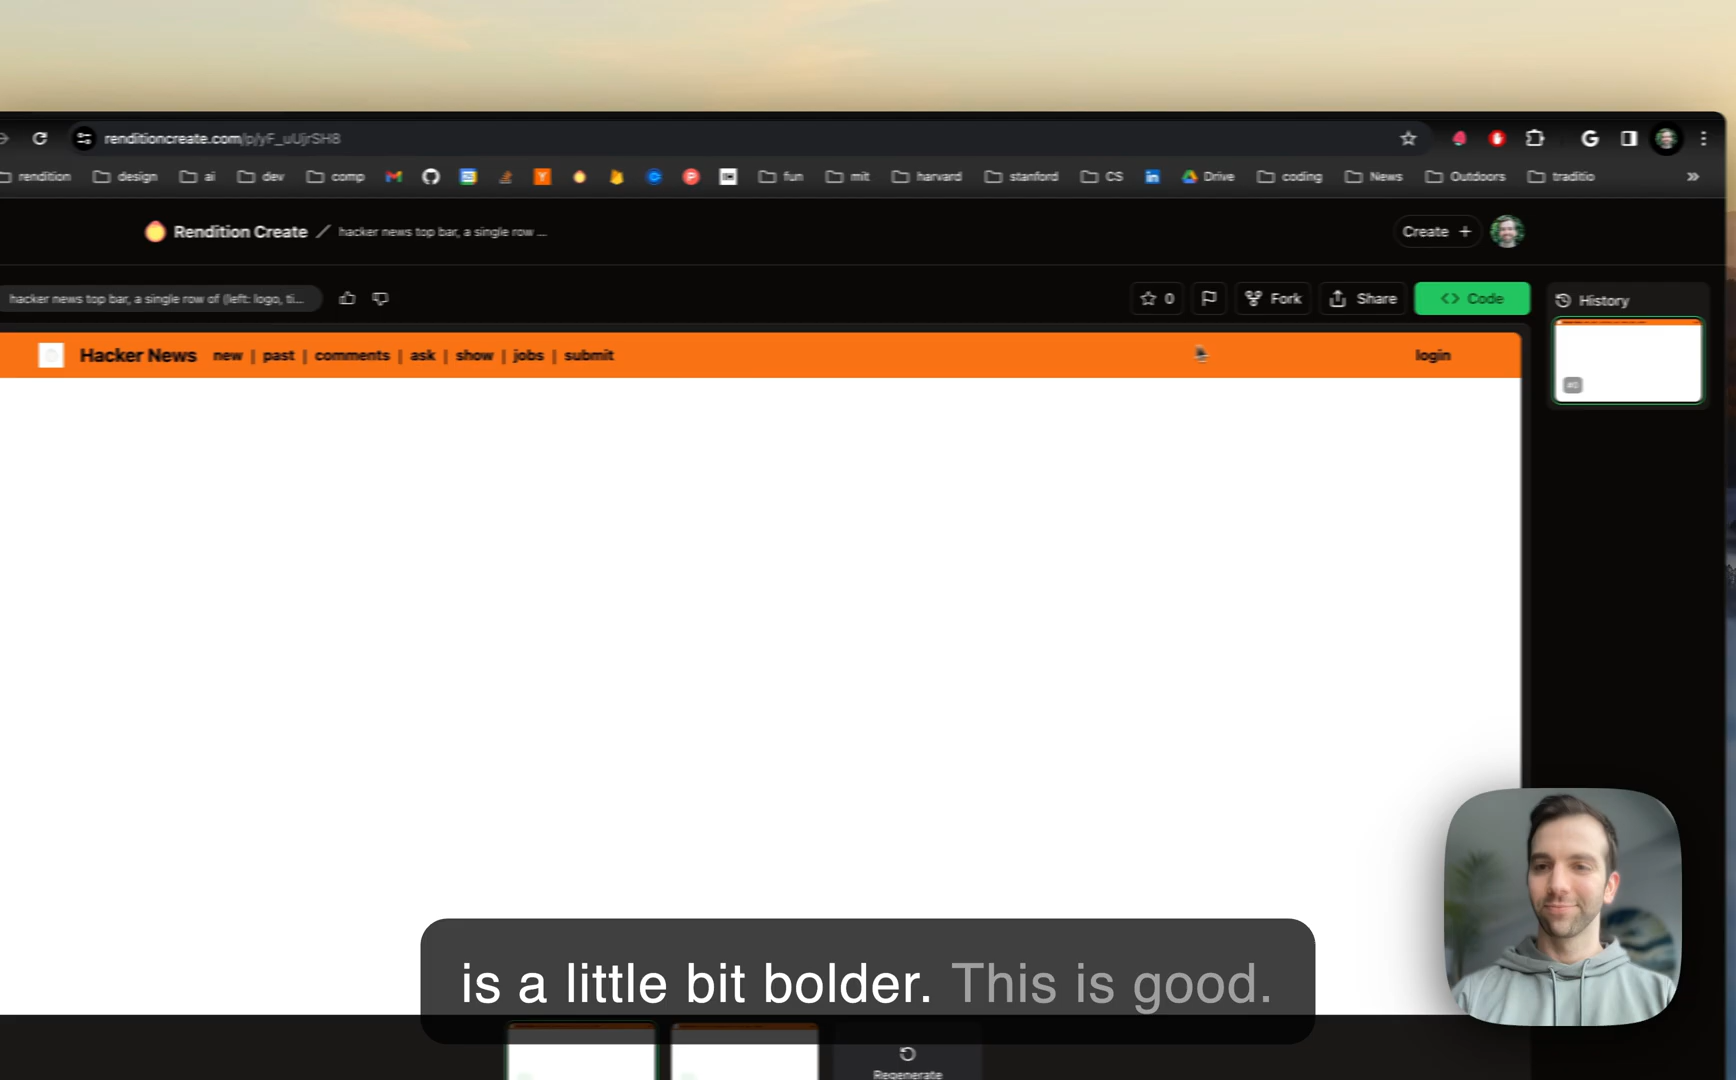 renditioncreate.com/p/yF_uUjrSH8
rendition design ai dev comp fun mit harvard stanford CS Drive coding News Outdoors traditio »
Rendition Create / hacker news top bar, a single row ...
Create +
hacker news top bar, a single row of (left: logo, ti...
0 Fork Share <> Code
History
Hacker News new | past | comments | ask | show | jobs | submit
login
is a little bit bolder. This is good.
Regenerate